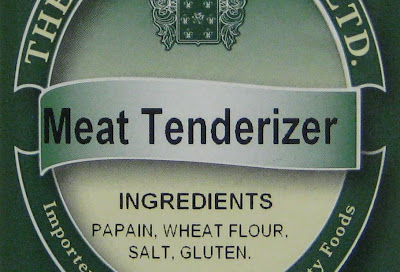 THE
LTD.
Meat Tenderizer
INGREDIENTS
PAPAIN, WHEAT FLOUR,
SALT, GLUTEN.
Foods